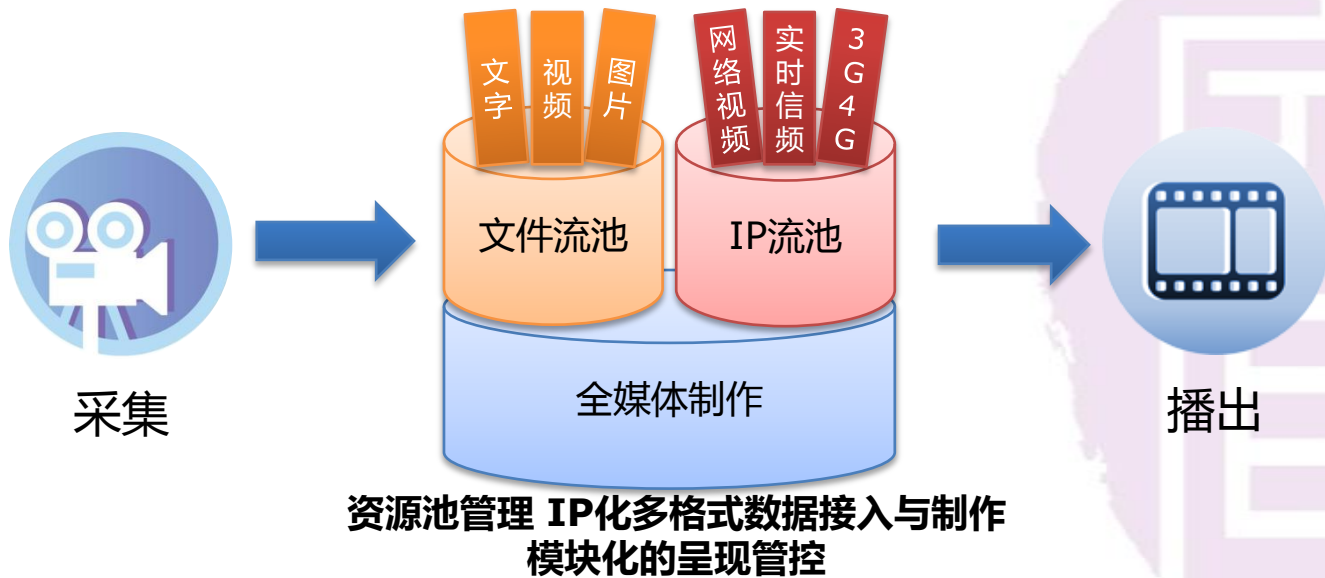 文字
视频
图片
网络视频
实时信频
3G4G
文件流池
IP流池
全媒体制作
采集
播出
资源池管理 IP化多格式数据接入与制作
模块化的呈现管控